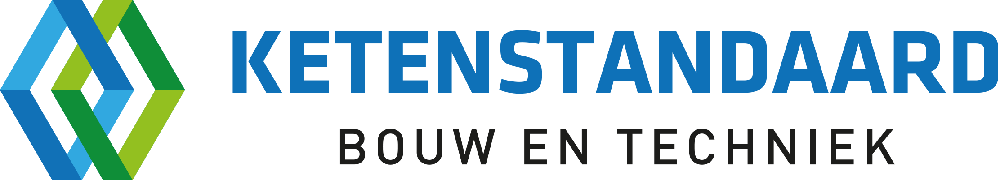 KETENSTANDAARD
BOUW EN TECHNIEK